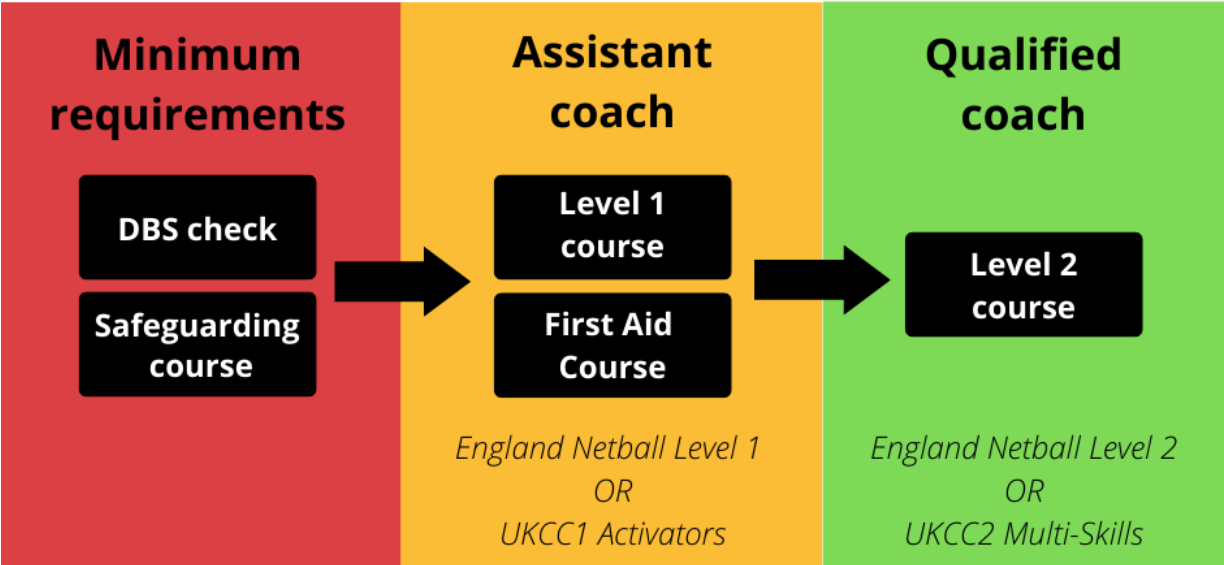 Minimum
requirements
DBS check
Safeguarding
course
Assistant
coach
Level 1
course
First Aid
Course
England Netball Level 1
OR
UKCC1 Activators
Qualified
coach
Level 2
course
England Netball Level 2
OR
UKCC2 Multi-Skills